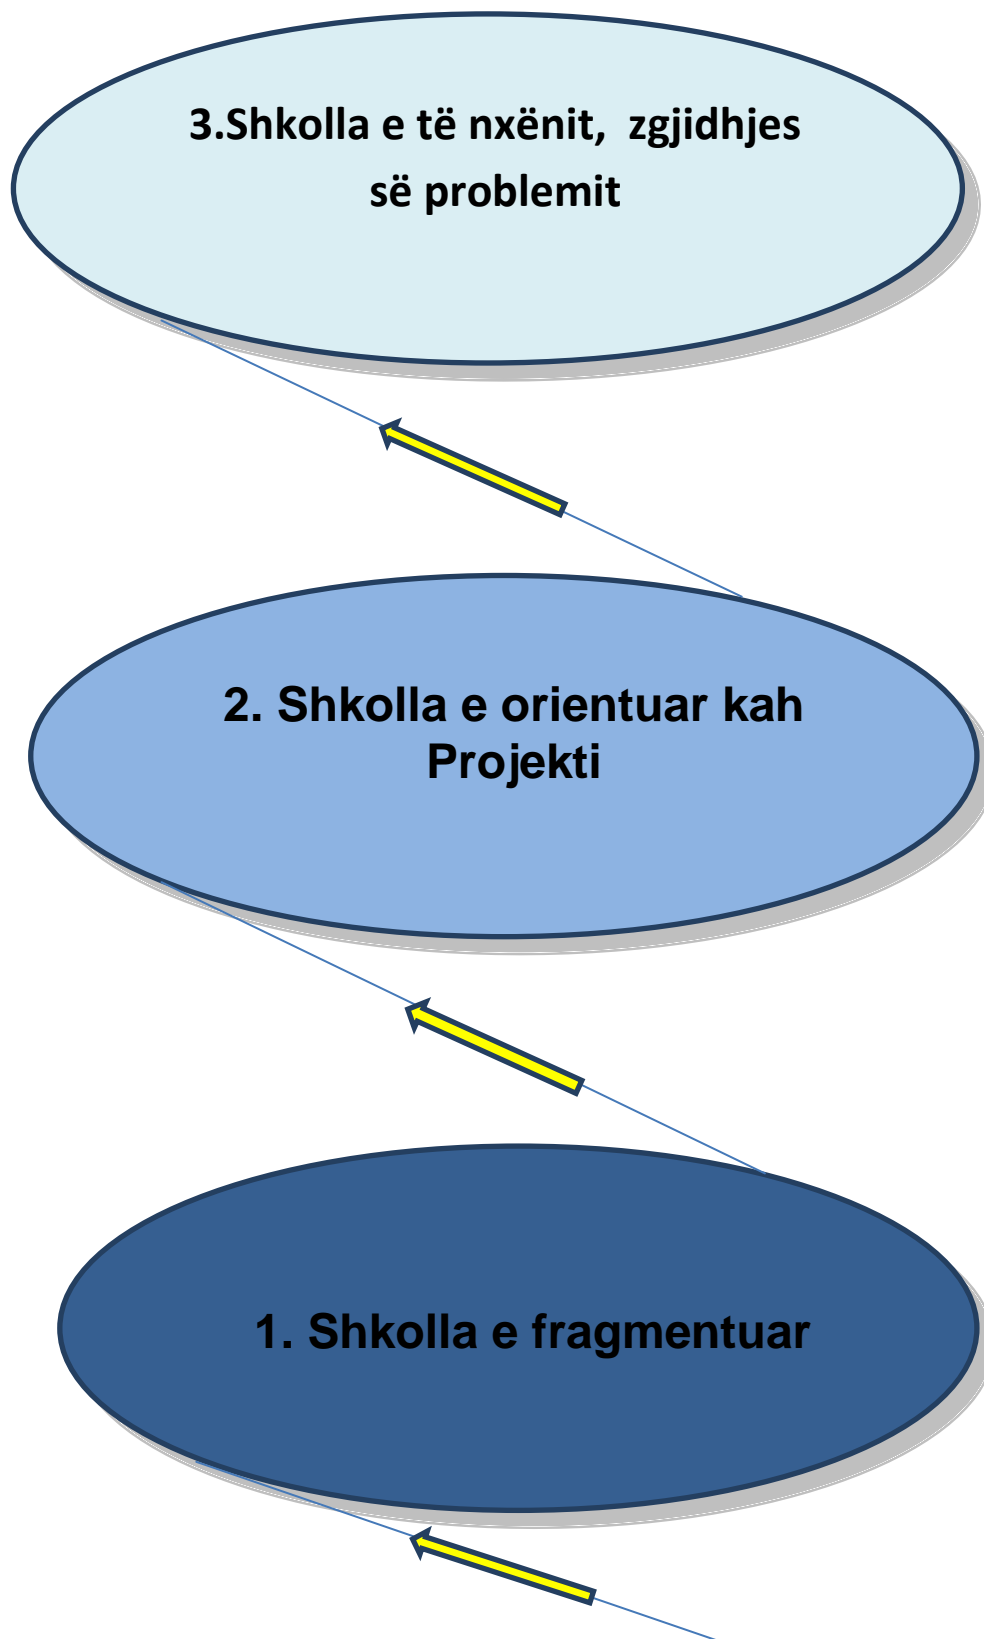 3.Shkolla e të nxënit, zgjidhjes
së problemit
2. Shkolla e orientuar kah
Projekti
1. Shkolla e fragmentuar